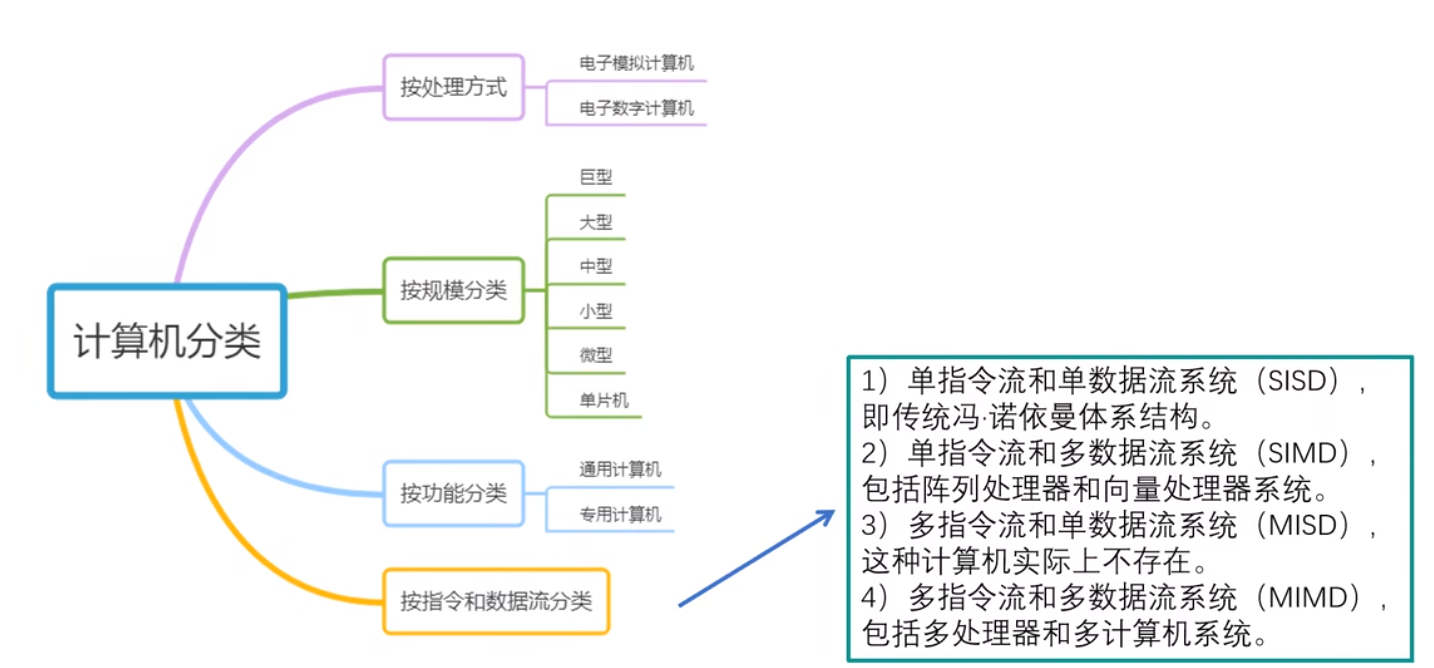 计算机分类
按处理方式
电子模拟计算机
电子数字计算机
按规模分类
巨型
大型
中型
小型
微型
单片机
按功能分类
通用计算机
专用计算机
按指令和数据流分类
1）单指令流和单数据流系统（SISD），
即传统冯·诺依曼体系结构。
2）单指令流和多数据流系统（SIMD），
包括阵列处理器和向量处理器系统。
3）多指令流和单数据流系统（MISD），
这种计算机实际上不存在。
4）多指令流和多数据流系统（MIMD），
包括多处理器和多计算机系统。